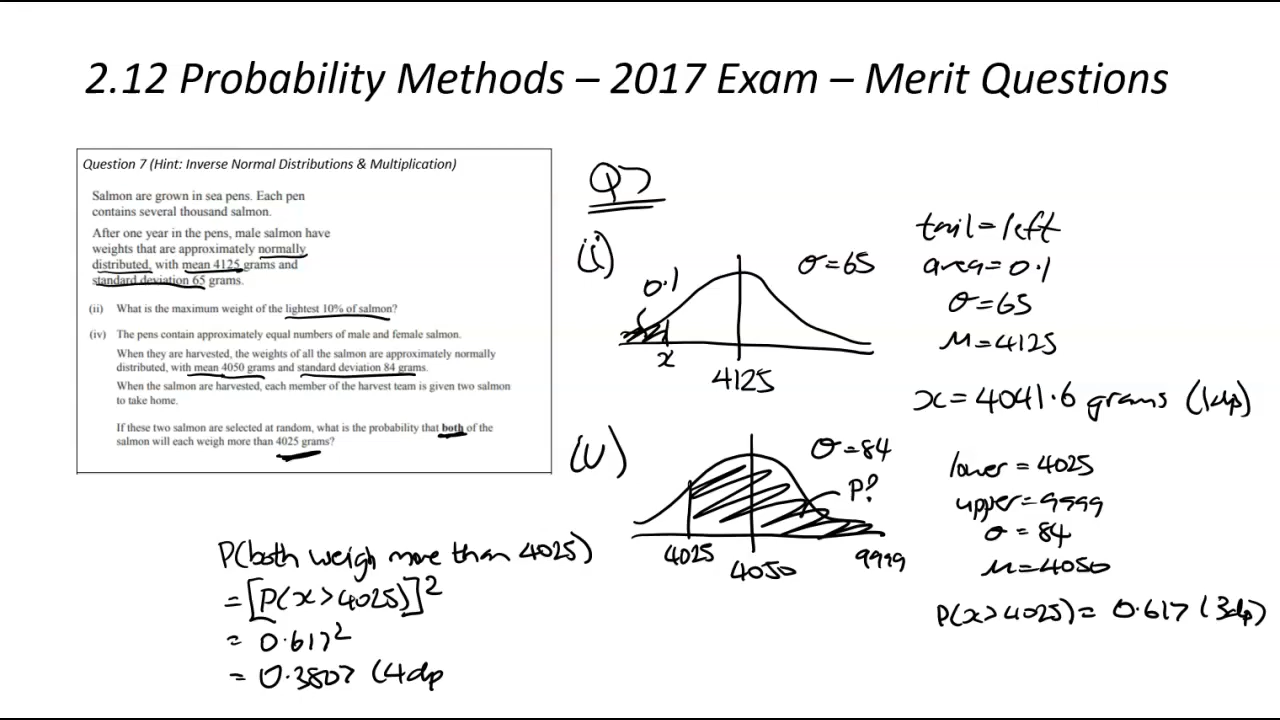 2.12 Probability Methods – 2017 Exam – Merit Questions
Question 7 (Hint: Inverse Normal Distributions & Multiplication)
Salmon are grown in sea pens. Each pen
contains several thousand salmon.
After one year in the pens, male salmon have
weights that are approximately normally
distributed, with mean 4125 grams and
standard deviation 65 grams.
(ii) What is the maximum weight of the lightest 10% of salmon?
(iv) The pens contain approximately equal numbers of male and female salmon.
When they are harvested, the weights of all the salmon are approximately normally
distributed, with mean 4050 grams and standard deviation 84 grams.
When the salmon are harvested, each member of the harvest team is given two salmon
to take home.
If these two salmon are selected at random, what is the probability that both of the
salmon will each weigh more than 4025 grams?
Q7
(i)
0.1
σ=65
x
4125
tail=left
area=0.1
σ=65
μ=4125
x=4041.6 grams (1dp)
(v)
σ=84
P?
4025
4050
9999
lower=4025
upper=9999
σ=84
μ=4050
P(x>4025)=0.617 (3dp)
P(both weigh more than 4025)
=[P(x>4025)]²
=0.617²
=0.3807 (4dp